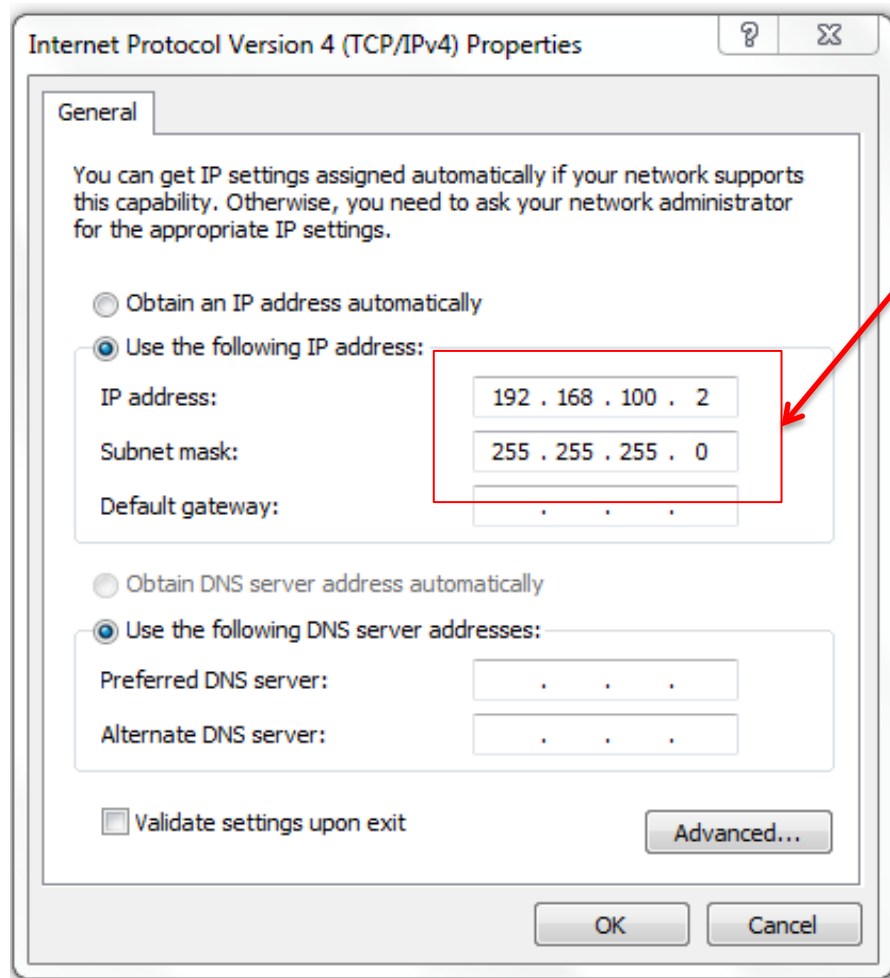 Internet Protocol Version 4 (TCP/IPv4) Properties
General
You can get IP settings assigned automatically if your network supports
this capability. Otherwise, you need to ask your network administrator
for the appropriate IP settings.
Obtain an IP address automatically
Use the following IP address:
IP address: 192 . 168 . 100 . 2
Subnet mask: 255 . 255 . 255 . 0
Default gateway: . . .
Obtain DNS server address automatically
Use the following DNS server addresses:
Preferred DNS server: . . .
Alternate DNS server: . . .
Validate settings upon exit
Advanced...
OK Cancel